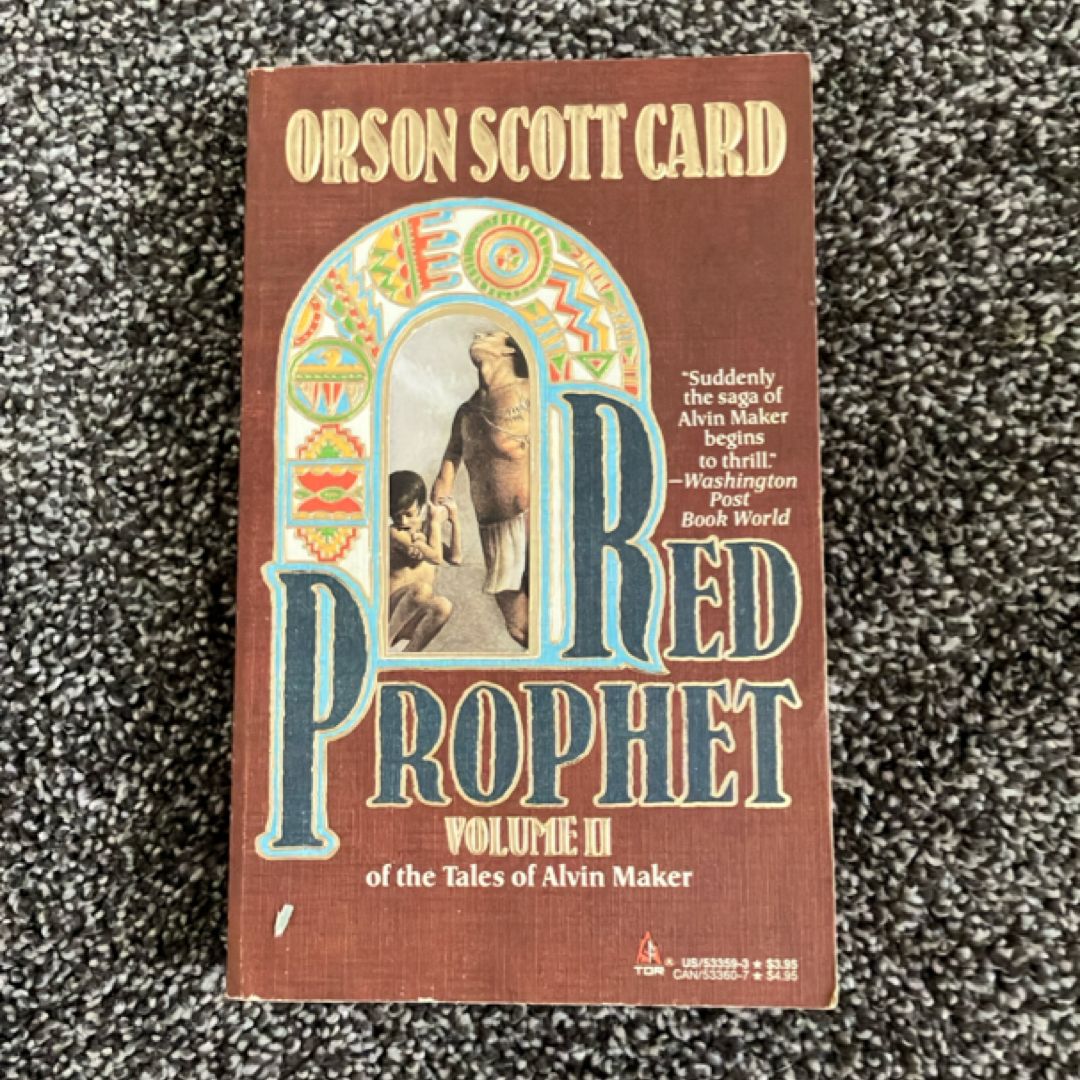 ORSON SCOTT CARD
"Suddenly
the saga of
Alvin Maker
begins
to thrill."
—Washington
Post
Book World
RED
PROPHET
VOLUME II
of the Tales of Alvin Maker
TOR ® US/53359-3 ★ $3.95
CAN/53360-7 ★ $4.95